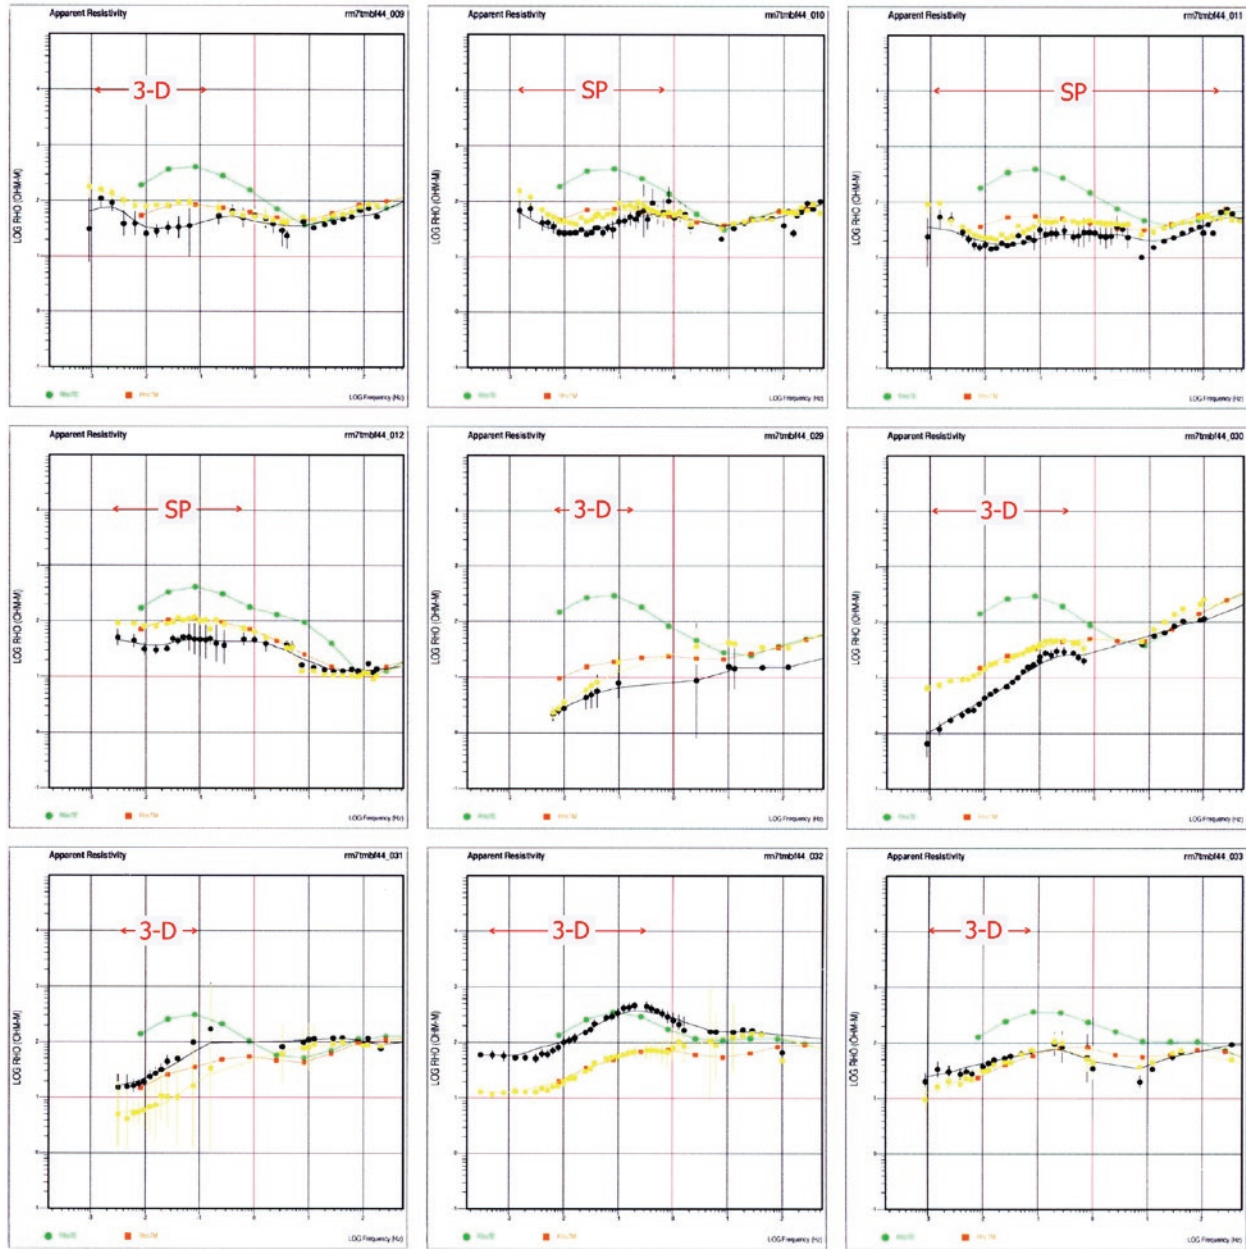 Apparent Resistivity rm7tmbf44_009
3-D
LOG RHO (OHM-M)
LOG Frequency (Hz)
Apparent Resistivity rm7tmbf44_010
SP
LOG RHO (OHM-M)
LOG Frequency (Hz)
Apparent Resistivity rm7tmbf44_011
SP
LOG RHO (OHM-M)
LOG Frequency (Hz)
Apparent Resistivity rm7tmbf44_012
SP
LOG RHO (OHM-M)
LOG Frequency (Hz)
Apparent Resistivity rm7tmbf44_029
3-D
LOG RHO (OHM-M)
LOG Frequency (Hz)
Apparent Resistivity rm7tmbf44_030
3-D
LOG RHO (OHM-M)
LOG Frequency (Hz)
Apparent Resistivity rm7tmbf44_031
3-D
LOG RHO (OHM-M)
LOG Frequency (Hz)
Apparent Resistivity rm7tmbf44_032
3-D
LOG RHO (OHM-M)
LOG Frequency (Hz)
Apparent Resistivity rm7tmbf44_033
3-D
LOG RHO (OHM-M)
LOG Frequency (Hz)